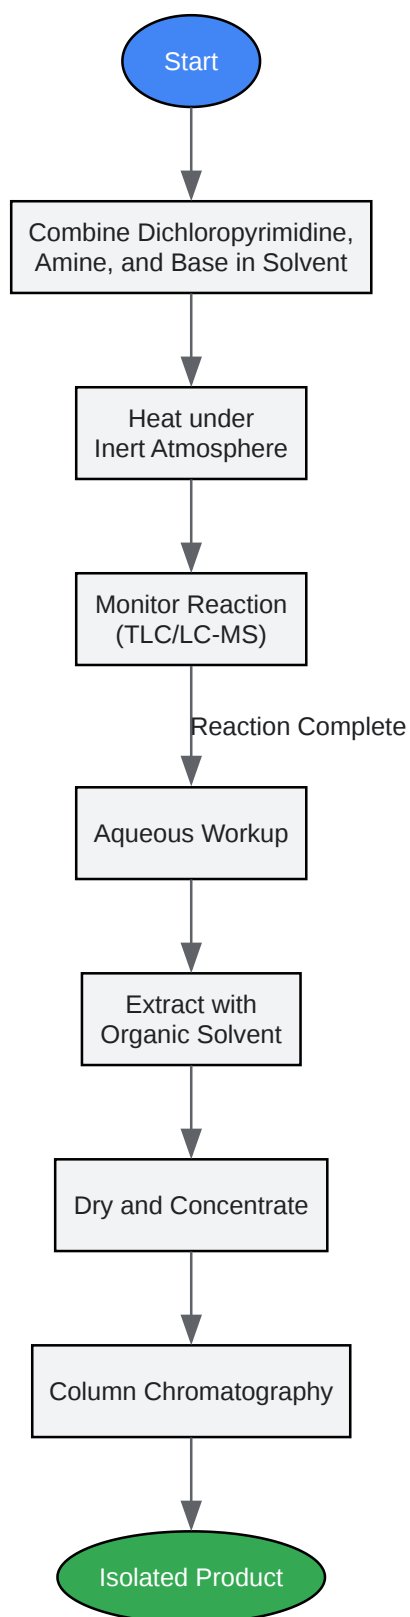 Start
Combine Dichloropyrimidine,
Amine, and Base in Solvent
Heat under
Inert Atmosphere
Monitor Reaction
(TLC/LC-MS)
Reaction Complete
Aqueous Workup
Extract with
Organic Solvent
Dry and Concentrate
Column Chromatography
Isolated Product